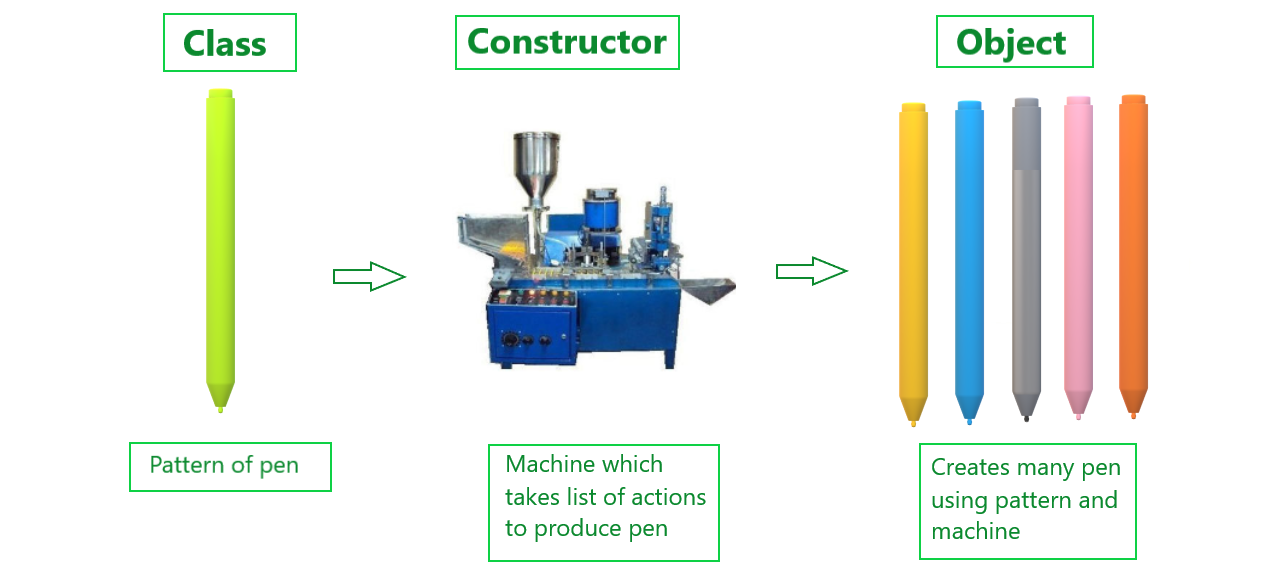 Class
Constructor
Object
Pattern of pen
Machine which
takes list of actions
to produce pen
Creates many pen
using pattern and
machine